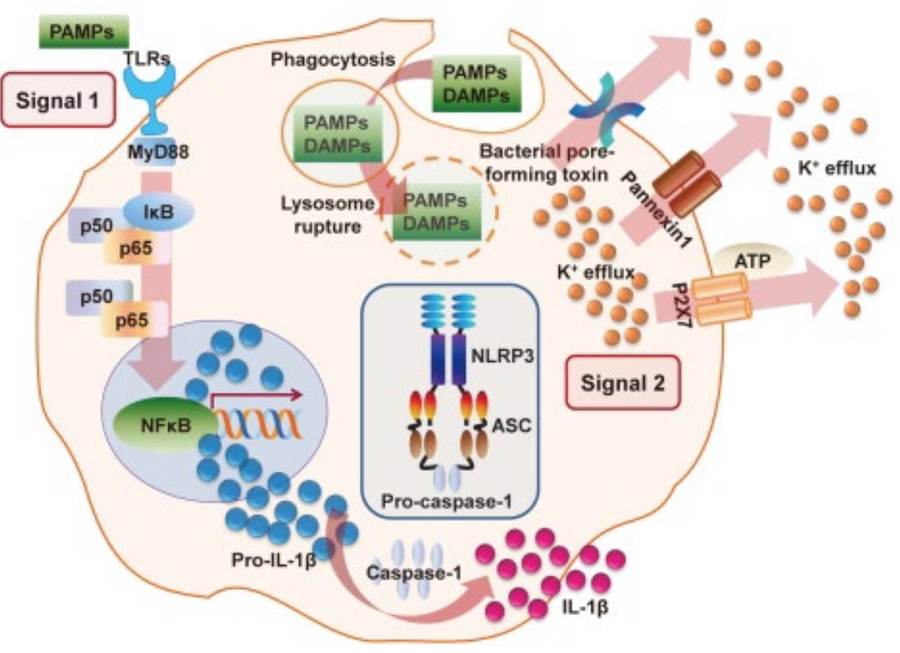 PAMPs
TLRs
Signal 1
MyD88
IκB
p50
p65
p50
p65
NFκB
Pro-IL-1β
Phagocytosis
PAMPs
DAMPs
PAMPs
DAMPs
Lysosome
rupture
PAMPs
DAMPs
Bacterial pore-
forming toxin
Pannexin1
K⁺ efflux
K⁺ efflux
ATP
P2X7
Signal 2
NLRP3
ASC
Pro-caspase-1
Caspase-1
IL-1β